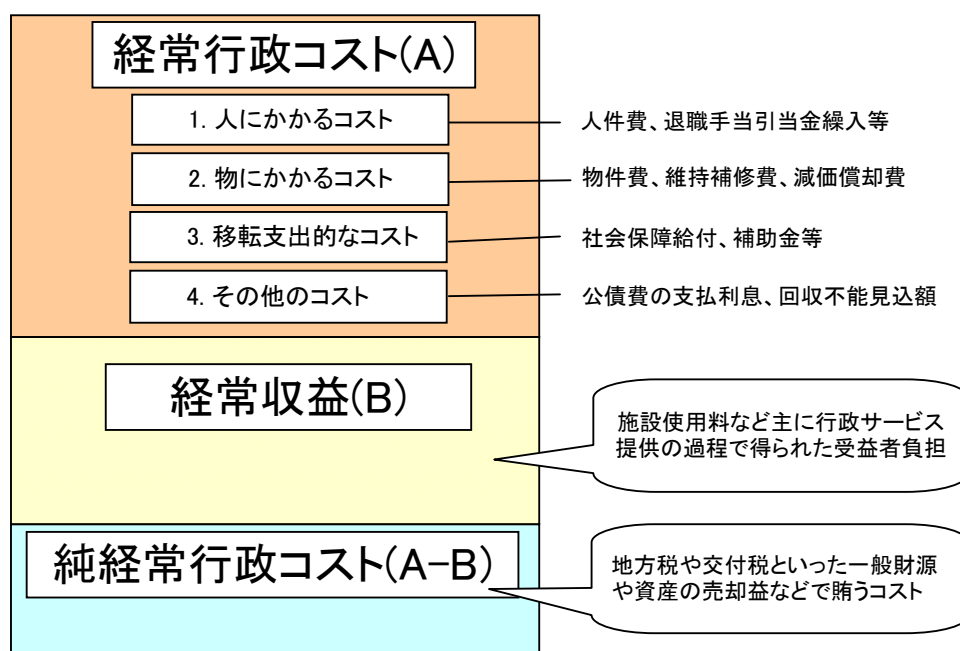 経常行政コスト(A)
1. 人にかかるコスト
人件費、退職手当引当金繰入等
2. 物にかかるコスト
物件費、維持補修費、減価償却費
3. 移転支出的なコスト
社会保障給付、補助金等
4. その他のコスト
公債費の支払利息、回収不能見込額
経常収益(B)
施設使用料など主に行政サービス
提供の過程で得られた受益者負担
純経常行政コスト(A-B)
地方税や交付税といった一般財源
や資産の売却益などで賄うコスト